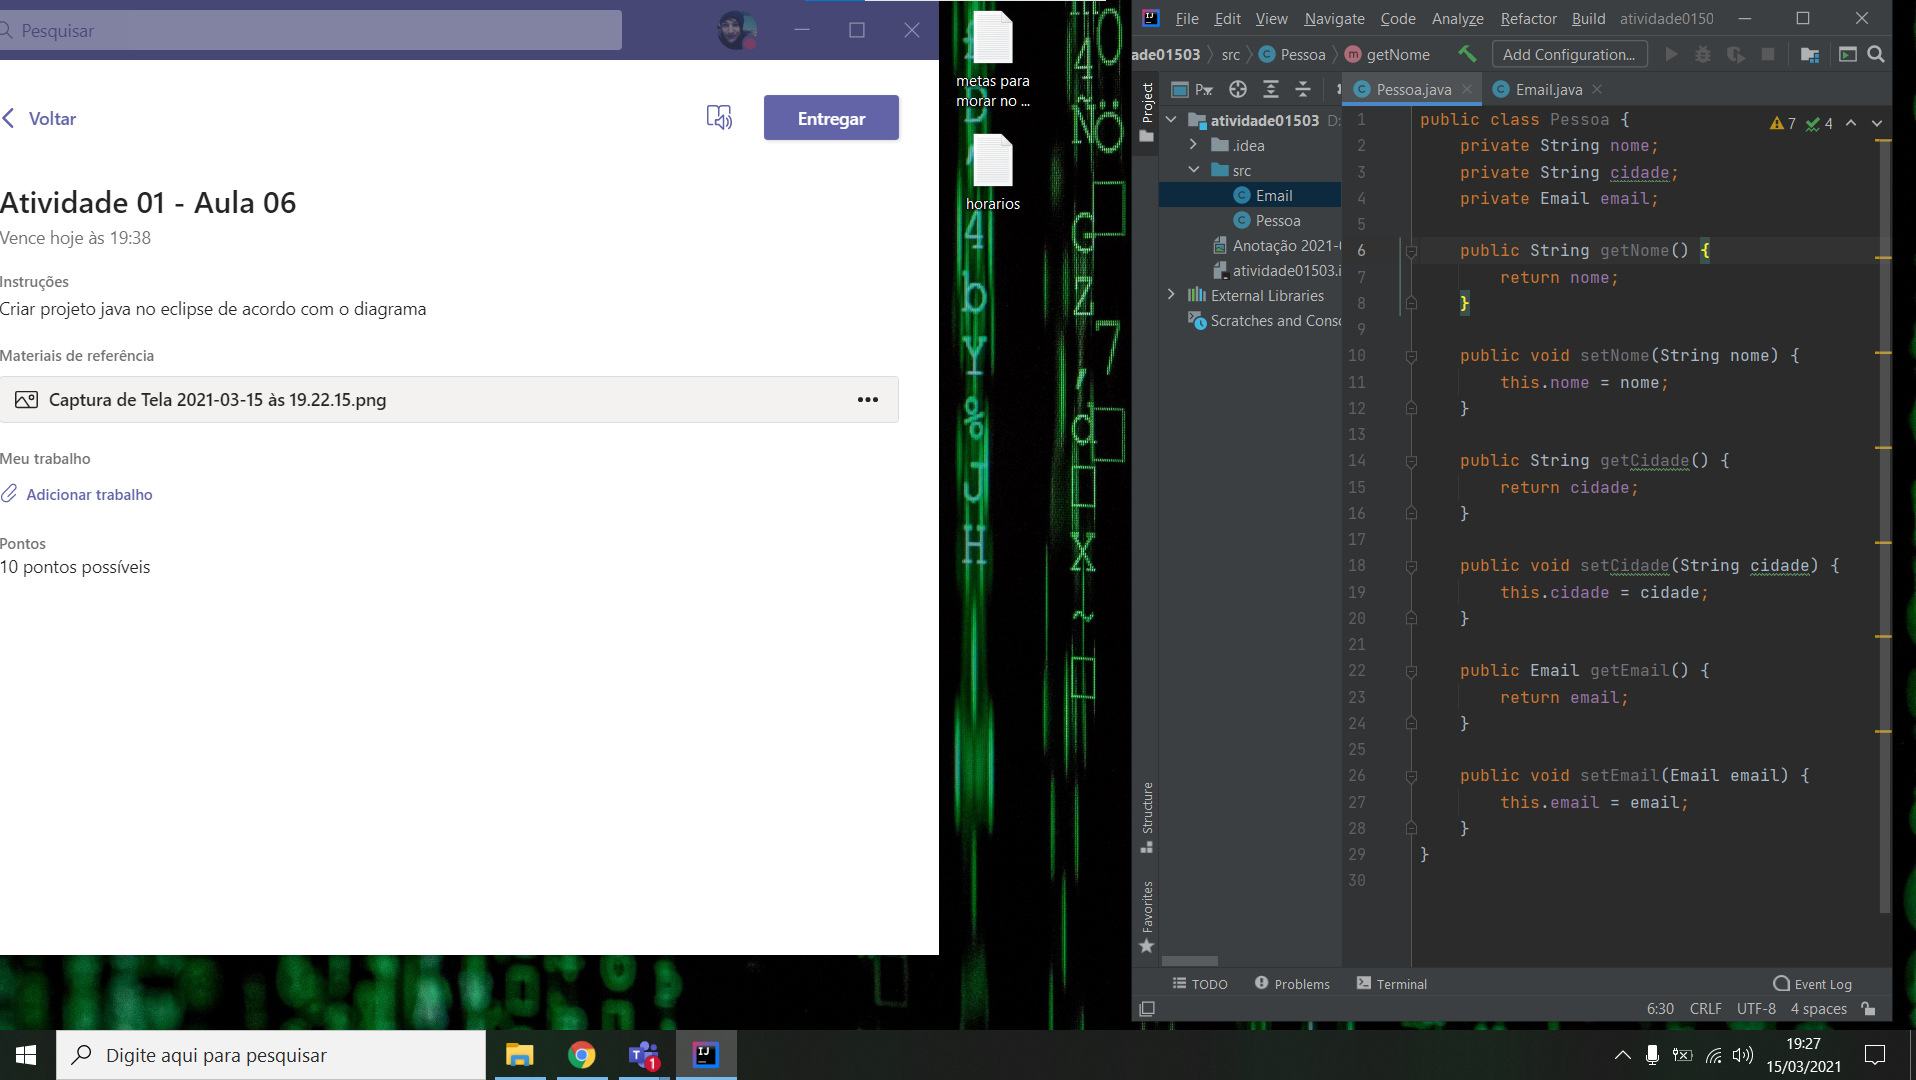 Pesquisar
Voltar
Entregar
Atividade 01 - Aula 06
Vence hoje às 19:38
Instruções
Criar projeto java no eclipse de acordo com o diagrama
Materiais de referência
Captura de Tela 2021-03-15 às 19.22.15.png
Meu trabalho
Adicionar trabalho
Pontos
10 pontos possíveis
metas para
morar no ...
horarios
File Edit View Navigate Code Analyze Refactor Build atividade0150
dade01503 src Pessoa getNome Add Configuration...
Project
P
Pessoa.java Email.java
atividade01503 D:
.idea
src
Email
Pessoa
Anotação 2021-
atividade01503.i
External Libraries
Scratches and Conso
7 4
1 public class Pessoa {
2 private String nome;
3 private String cidade;
4 private Email email;
5
6 public String getNome() {
7 return nome;
8 }
9
10 public void setNome(String nome) {
11 this.nome = nome;
12 }
13
14 public String getCidade() {
15 return cidade;
16 }
17
18 public void setCidade(String cidade) {
19 this.cidade = cidade;
20 }
21
22 public Email getEmail() {
23 return email;
24 }
25
26 public void setEmail(Email email) {
27 this.email = email;
28 }
29 }
30
Structure
Favorites
TODO Problems Terminal Event Log
6:30 CRLF UTF-8 4 spaces
Digite aqui para pesquisar
1
IJ
19:27
15/03/2021